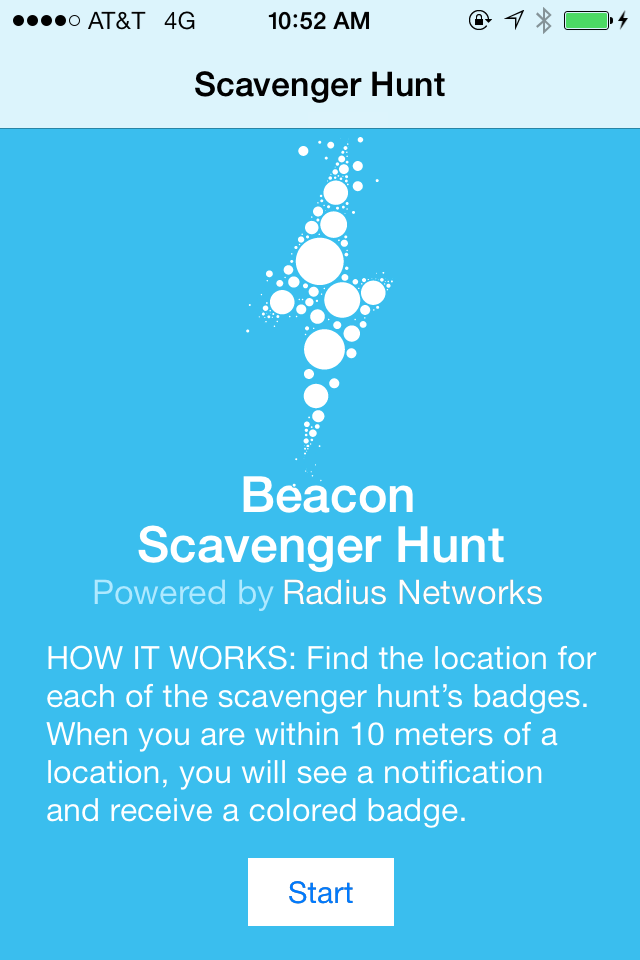 AT&T 4G 10:52 AM
Scavenger Hunt
Beacon
Scavenger Hunt
Powered by Radius Networks
HOW IT WORKS: Find the location for
each of the scavenger hunt’s badges.
When you are within 10 meters of a
location, you will see a notification
and receive a colored badge.
Start